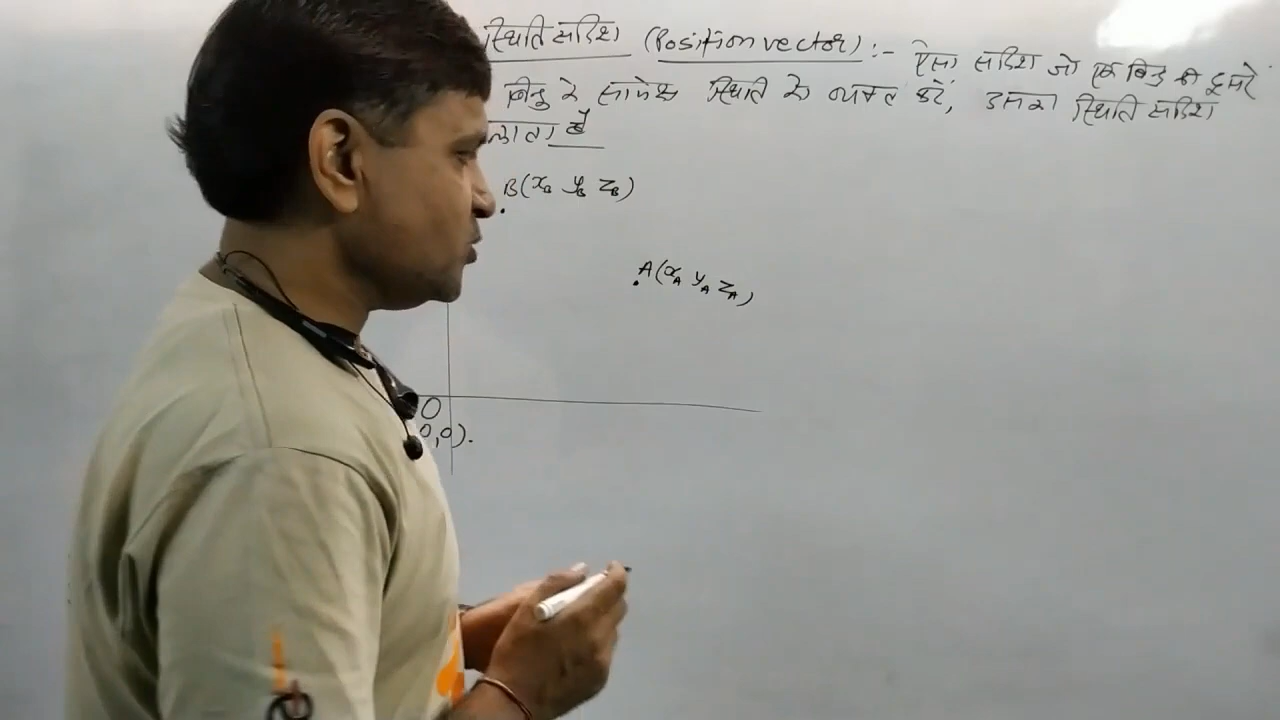 स्थिति सदिश (Position vector) :- ऐसा सदिश जो एक बिन्दु की दूसरे
बिन्दु के सापेक्ष स्थिति को व्यक्त करें, उसका स्थिति सदिश
लाता है
B(x_B y_B z_B)
A(x_A y_A z_A)
O
0,0).